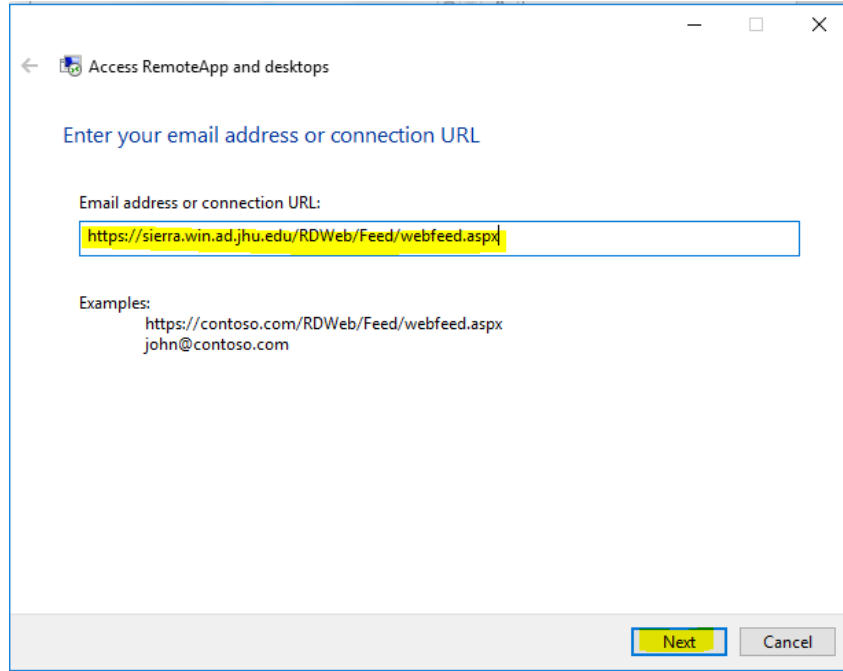 Access RemoteApp and desktops
Enter your email address or connection URL
Email address or connection URL:
https://sierra.win.ad.jhu.edu/RDWeb/Feed/webfeed.aspx
Examples:
https://contoso.com/RDWeb/Feed/webfeed.aspx
john@contoso.com
Next
Cancel